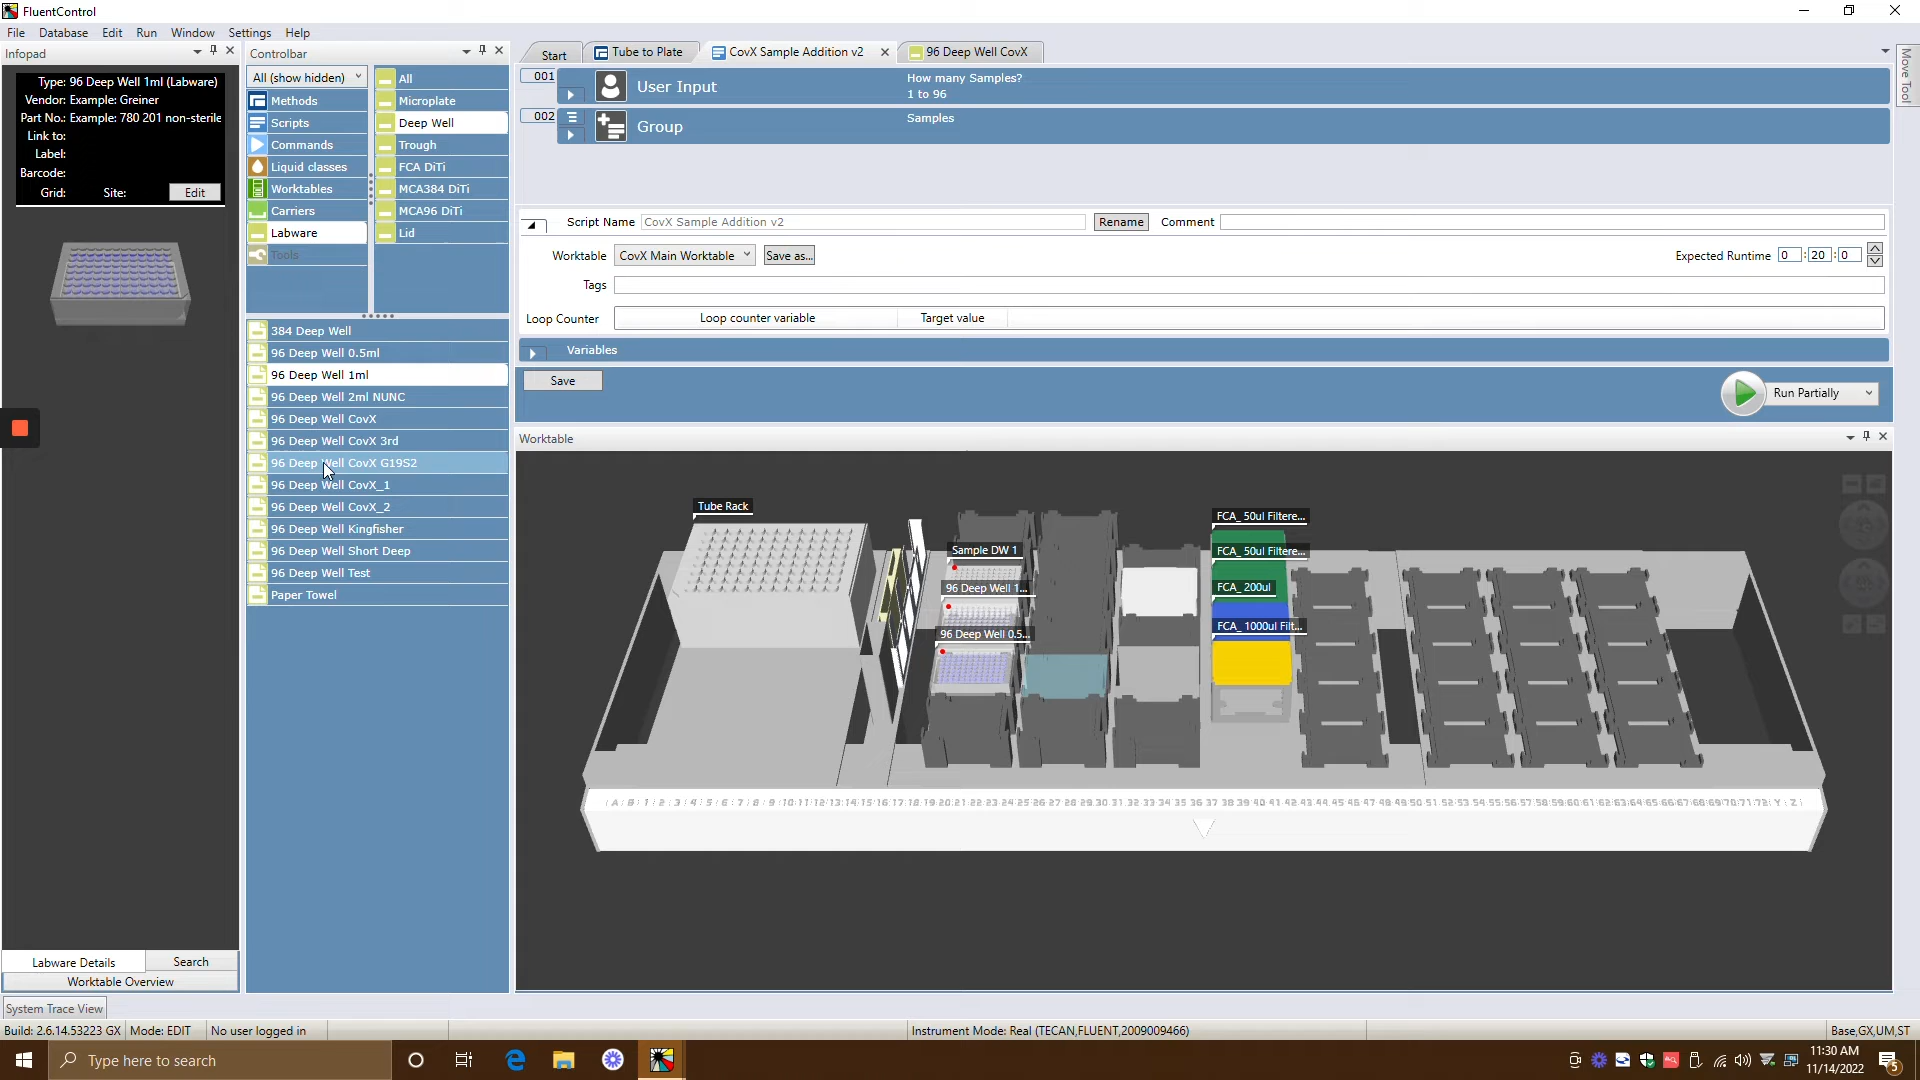 FluentControl
File Database Edit Run Window Settings Help
Infopad
Type: 96 Deep Well 1ml (Labware)
Vendor: Example: Greiner
Part No.: Example: 780 201 non-sterile
Link to:
Label:
Barcode:
Grid: Site: Edit
Labware Details Search
Worktable Overview
Controlbar
All (show hidden)
Methods
Scripts
Commands
Liquid classes
Worktables
Carriers
Labware
Tools
All
Microplate
Deep Well
Trough
FCA DiTi
MCA384 DiTi
MCA96 DiTi
Lid
384 Deep Well
96 Deep Well 0.5ml
96 Deep Well 1ml
96 Deep Well 2ml NUNC
96 Deep Well CovX
96 Deep Well CovX 3rd
96 Deep Well CovX G19S2
96 Deep Well CovX_1
96 Deep Well CovX_2
96 Deep Well Kingfisher
96 Deep Well Short Deep
96 Deep Well Test
Paper Towel
Start Tube to Plate CovX Sample Addition v2 96 Deep Well CovX
Move Tool
001 User Input How many Samples?
1 to 96
002 Group Samples
Script Name CovX Sample Addition v2 Rename Comment
Worktable CovX Main Worktable Save as... Expected Runtime 0 : 20 : 0
Tags
Loop Counter Loop counter variable Target value
Variables
Save Run Partially
Worktable
Tube Rack
Sample DW 1
96 Deep Well 1...
96 Deep Well 0.5...
FCA_ 50ul Filtere...
FCA_ 50ul Filtere...
FCA_ 200ul
FCA_ 1000ul Filt...
System Trace View
Build: 2.6.14.53223 GX Mode: EDIT No user logged in Instrument Mode: Real (TECAN,FLUENT,2009009466) Base,GX,UM,ST
Type here to search
11:30 AM
11/14/2022
5